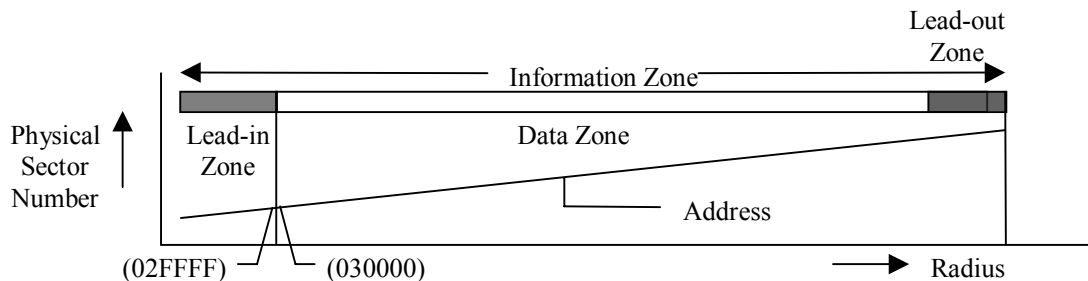 Lead-out
Zone
Information Zone
Physical
Sector
Number
Lead-in
Zone
Data Zone
Address
(02FFFF)
(030000)
Radius